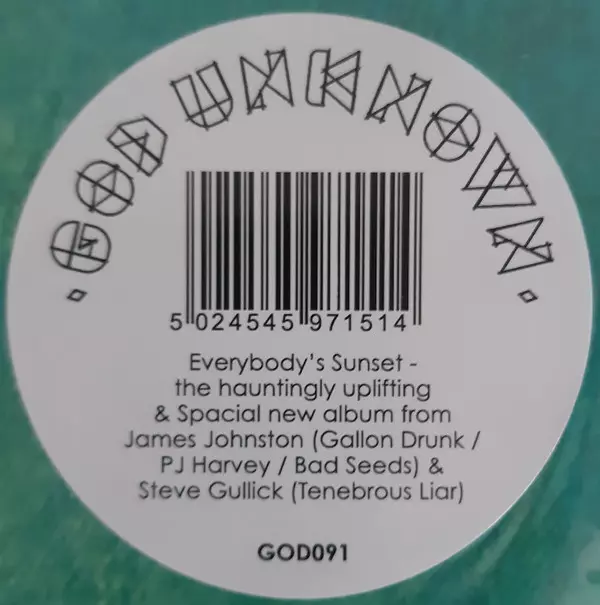 GOD UNKNOWN
5 024545 971514
Everybody's Sunset -
the hauntingly uplifting
& Spacial new album from
James Johnston (Gallon Drunk /
PJ Harvey / Bad Seeds) &
Steve Gullick (Tenebrous Liar)
GOD091